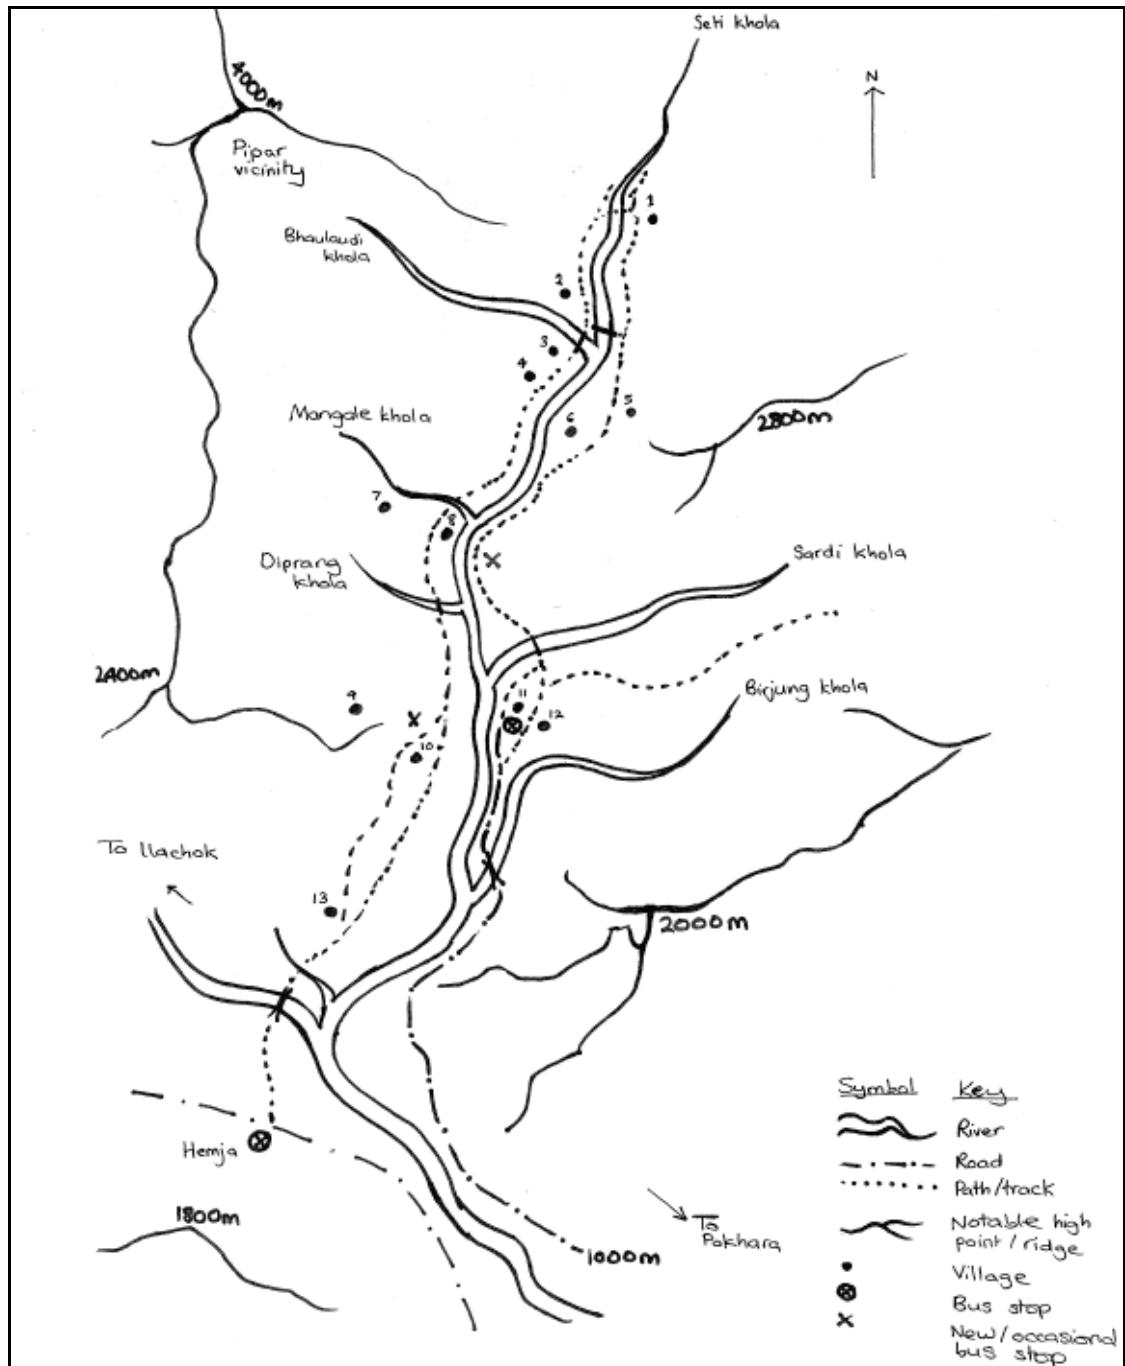 Seti khola
N
4000m
Pipar
vicinity
1
Bhaulaudi
khola
2
3
4
5
2800m
6
Mangale khola
7
8
Sardi khola
Diprang
khola
2400m
Birjung khola
9
11
12
10
To Ilachok
13
2000m
Symbol Key
River
Road
Path/track
Hemja
1800m
To
Pokhara
Notable high
point/ridge
1000m
Village
Bus stop
New/occasional
bus stop